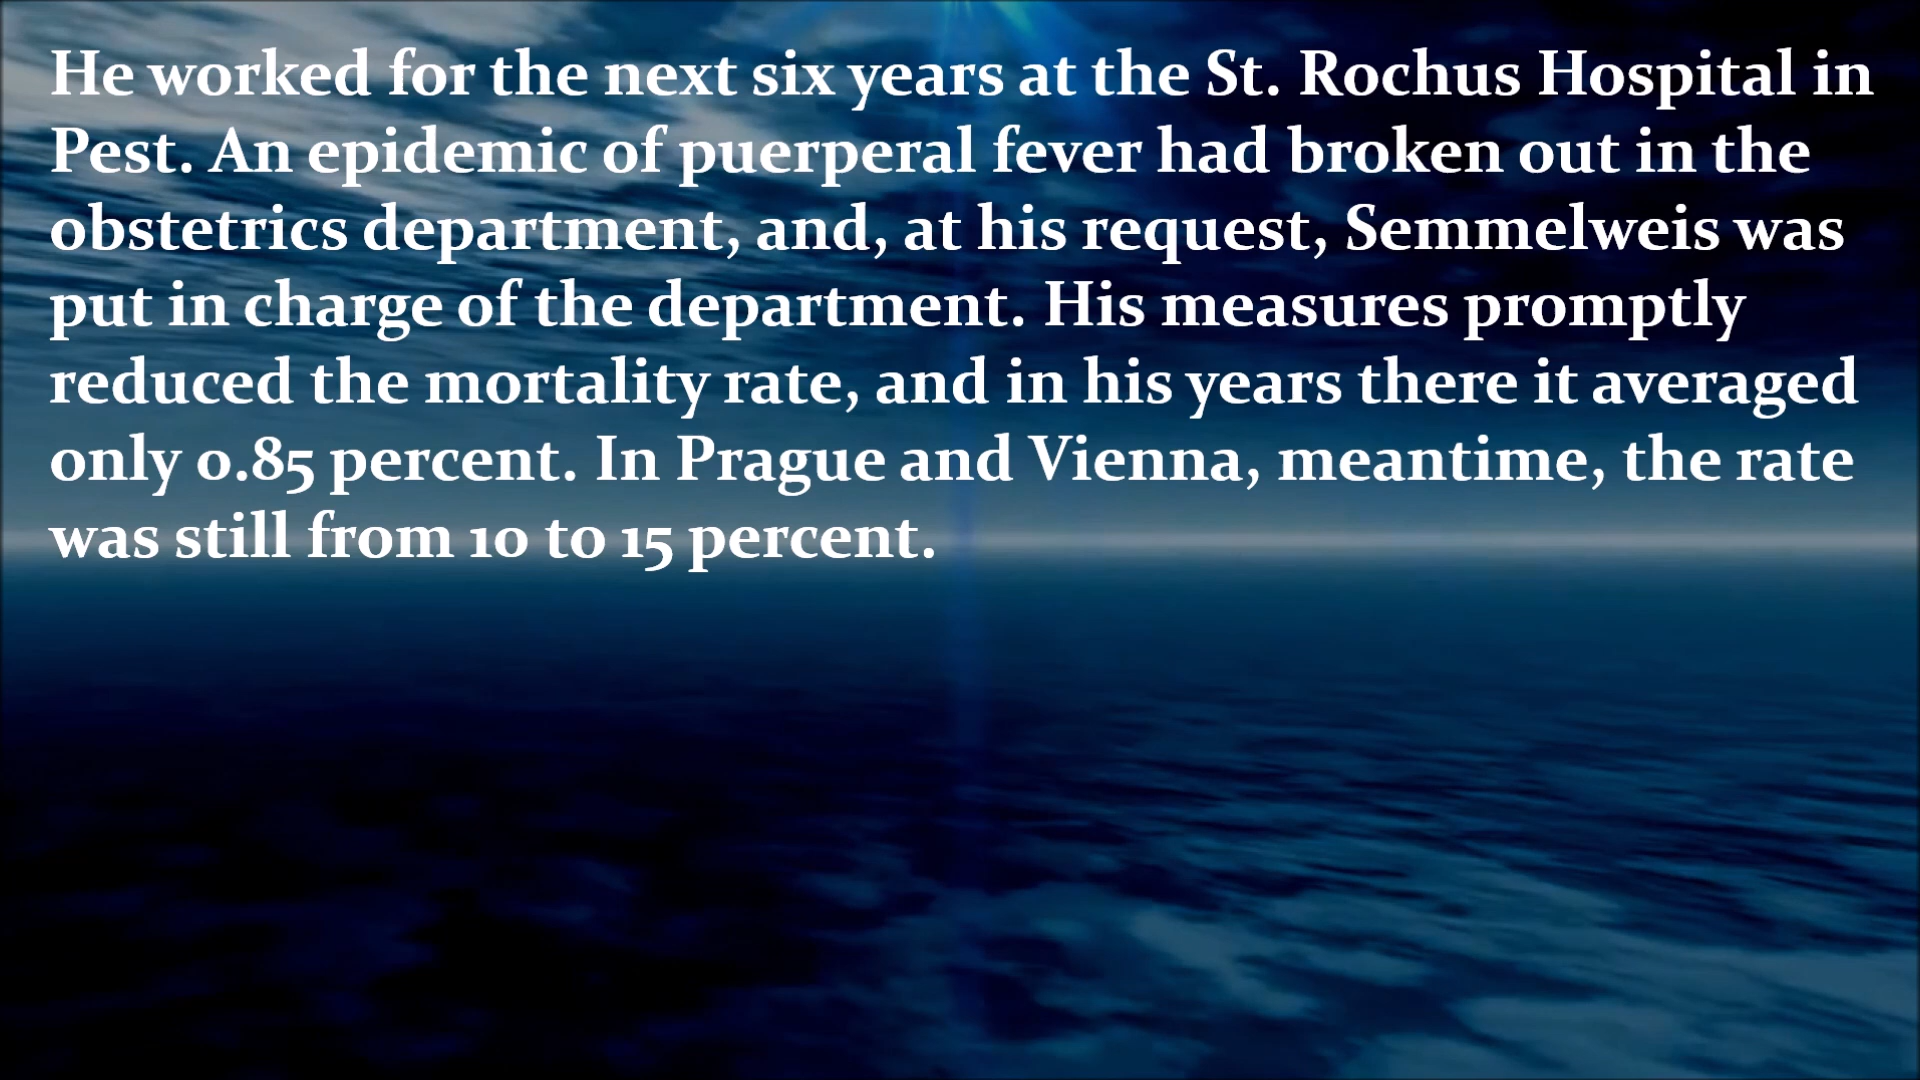 He worked for the next six years at the St. Rochus Hospital in
Pest. An epidemic of puerperal fever had broken out in the
obstetrics department, and, at his request, Semmelweis was
put in charge of the department. His measures promptly
reduced the mortality rate, and in his years there it averaged
only 0.85 percent. In Prague and Vienna, meantime, the rate
was still from 10 to 15 percent.